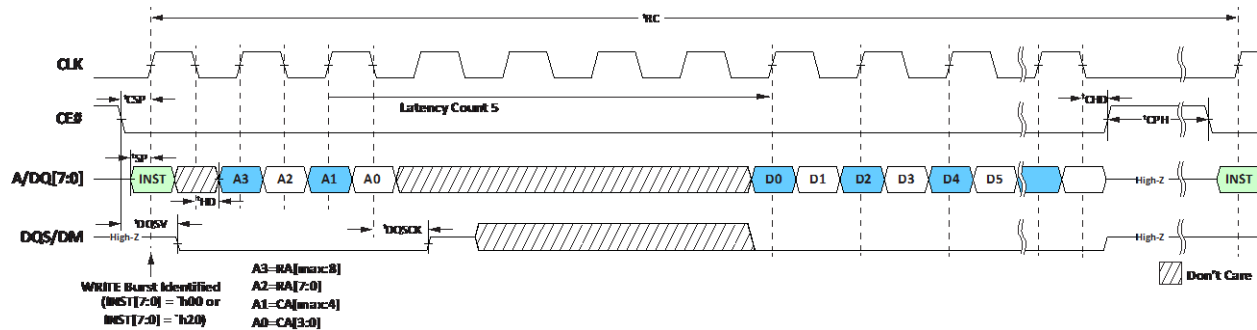 tRC
CLK
tCSP
Latency Count 5
tCHD
CE#
tCPH
tSP
A/DQ[7:0]
INST A3 A2 A1 A0 D0 D1 D2 D3 D4 D5 High-Z INST
tHD
tDQSV
tDQSCK
DQS/DM
High-Z High-Z
WRITE Burst Identified
(INST[7:0] = 'h00 or
INST[7:0] = 'h20)
A3=RA[max:8]
A2=RA[7:0]
A1=CA[max:4]
A0=CA[3:0]
Don't Care